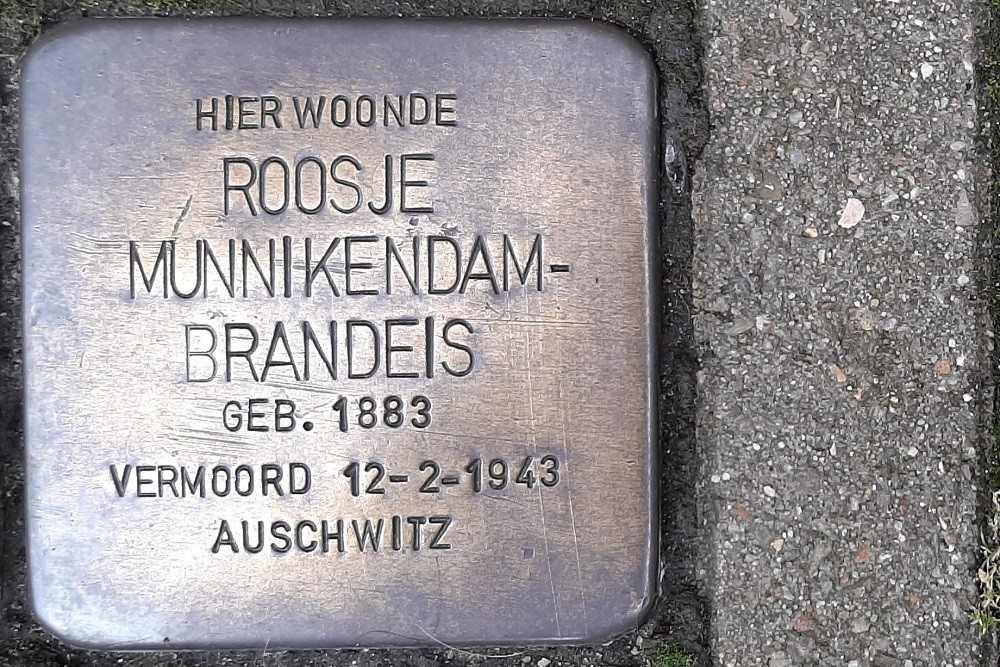 HIER WOONDE
ROOSJE
MUNNIKENDAM-
BRANDEIS
GEB. 1883
VERMOORD 12-2-1943
AUSCHWITZ